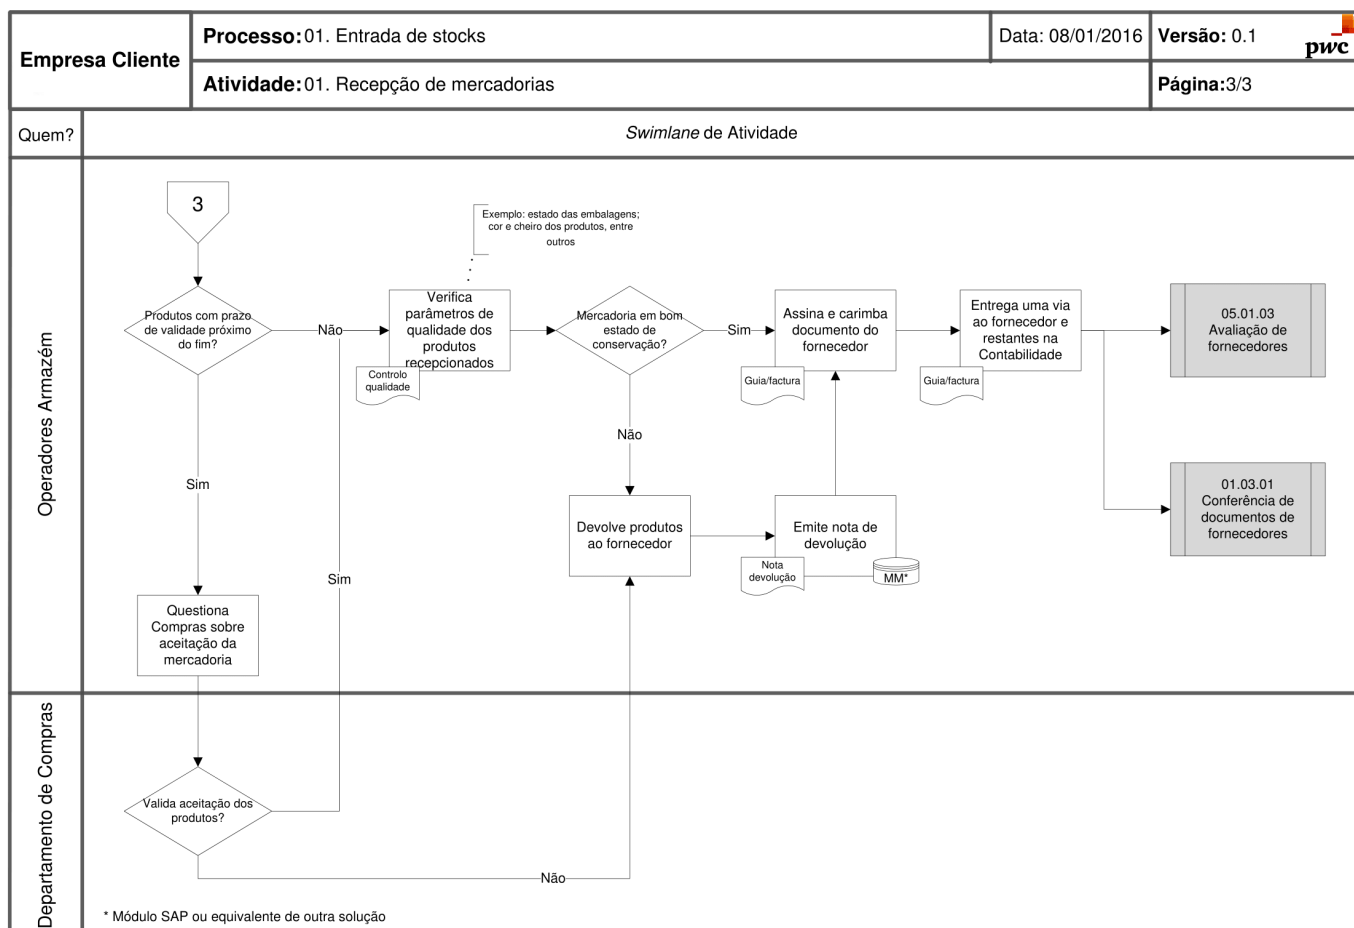 Empresa Cliente
Processo: 01. Entrada de stocks
Data: 08/01/2016
Versão: 0.1
pwc
Atividade: 01. Recepção de mercadorias
Página:3/3
Quem?
Swimlane de Atividade
Operadores Armazém
3
Exemplo: estado das embalagens;
cor e cheiro dos produtos, entre
outros
Produtos com prazo
de validade próximo
do fim?
Não
Verifica
parâmetros de
qualidade dos
produtos
recepcionados
Controlo
qualidade
Mercadoria em bom
estado de
conservação?
Sim
Assina e carimba
documento do
fornecedor
Guia/factura
Entrega uma via
ao fornecedor e
restantes na
Contabilidade
Guia/factura
05.01.03
Avaliação de
fornecedores
Não
Sim
01.03.01
Conferência de
documentos de
fornecedores
Devolve produtos
ao fornecedor
Emite nota de
devolução
Nota
devolução
MM*
Sim
Questiona
Compras sobre
aceitação da
mercadoria
Departamento de Compras
Valida aceitação dos
produtos?
Não
* Módulo SAP ou equivalente de outra solução